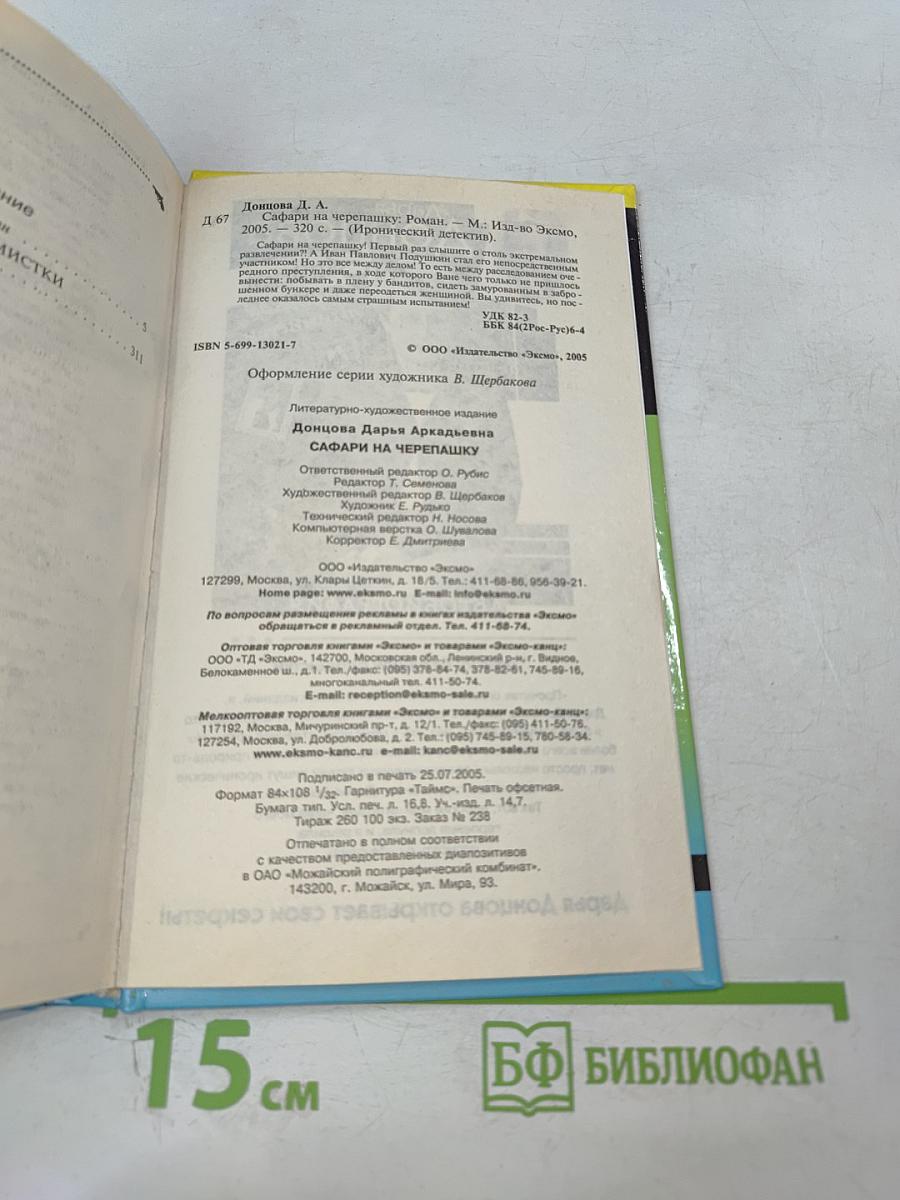 ние
ан
МИСТКИ
5
311
Донцова Д. А.
Д 67 Сафари на черепашку: Роман. — М.: Изд-во Эксмо,
2005. — 320 с. — (Иронический детектив).
Сафари на черепашку! Первый раз слышите о столь экстремальном
развлечении?! А Иван Павлович Подушкин стал его непосредственным
участником! Но это все между делом! То есть между расследованием оче-
редного преступления, в ходе которого Ване чего только не пришлось
вынести: побывать в плену у бандитов, сидеть замурованным в забро-
шенном бункере и даже переодеться женщиной. Вы удивитесь, но пос-
леднее оказалось самым страшным испытанием!
УДК 82-3
ББК 84(2Рос-Рус)6-4
ISBN 5-699-13021-7 © ООО «Издательство «Эксмо», 2005
Оформление серии художника В. Щербакова
Литературно-художественное издание
Донцова Дарья Аркадьевна
САФАРИ НА ЧЕРЕПАШКУ
Ответственный редактор О. Рубис
Редактор Т. Семенова
Художественный редактор В. Щербаков
Художник Е. Рудько
Технический редактор Н. Носова
Компьютерная верстка О. Шувалова
Корректор Е. Дмитриева
ООО «Издательство «Эксмо»
127299, Москва, ул. Клары Цеткин, д. 18/5. Тел.: 411-68-86, 956-39-21.
Home page: www.eksmo.ru E-mail: info@eksmo.ru
По вопросам размещения рекламы в книгах издательства «Эксмо»
обращаться в рекламный отдел. Тел. 411-68-74.
Оптовая торговля книгами «Эксмо» и товарами «Эксмо-канц»:
ООО «ТД «Эксмо». 142700, Московская обл., Ленинский р-н, г. Видное,
Белокаменное ш., д.1. Тел./факс: (095) 378-84-74, 378-82-61, 745-89-16,
многоканальный тел. 411-50-74.
E-mail: reception@eksmo-sale.ru
Мелкооптовая торговля книгами «Эксмо» и товарами «Эксмо-канц»:
117192, Москва, Мичуринский пр-т, д. 12/1. Тел./факс: (095) 411-50-76.
127254, Москва, ул. Добролюбова, д. 2. Тел.: (095) 745-89-15, 780-58-34.
www.eksmo-kanc.ru e-mail: kanc@eksmo-sale.ru
Подписано в печать 25.07.2005.
Формат 84×108 1/32. Гарнитура «Таймс». Печать офсетная.
Бумага тип. Усл. печ. л. 16,8. Уч.-изд. л. 14,7.
Тираж 260 100 экз. Заказ № 238
Отпечатано в полном соответствии
с качеством предоставленных диапозитивов
в ОАО «Можайский полиграфический комбинат».
143200, г. Можайск, ул. Мира, 93.
Дарья Донцова открывает свои секреты!
15 см
БФ БИБЛИОФАН